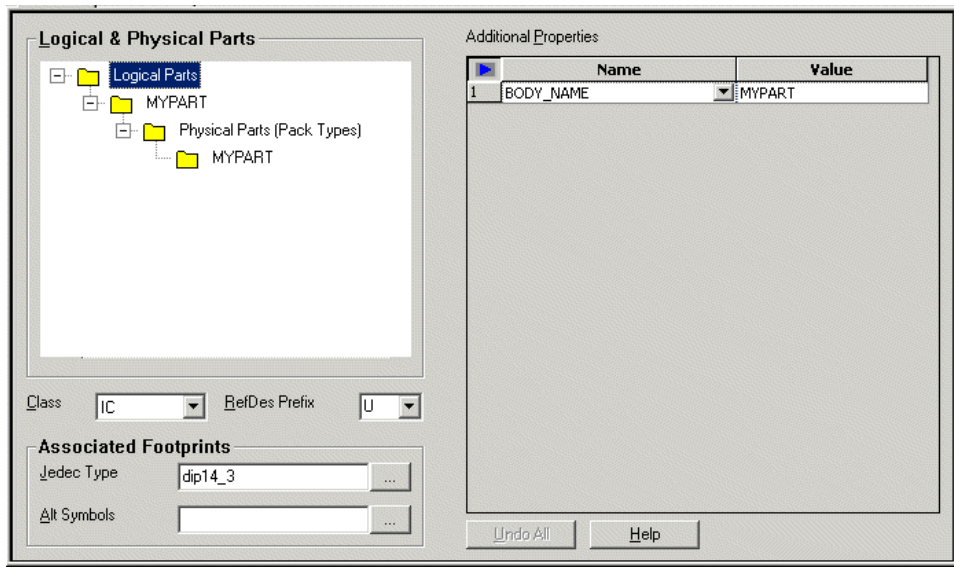 Logical & Physical Parts
Logical Parts
MYPART
Physical Parts (Pack Types)
MYPART
Class
IC
RefDes Prefix
U
Associated Footprints
Jedec Type
dip14_3
...
Alt Symbols
...
Additional Properties
Name Value
1 BODY_NAME MYPART
Undo All
Help